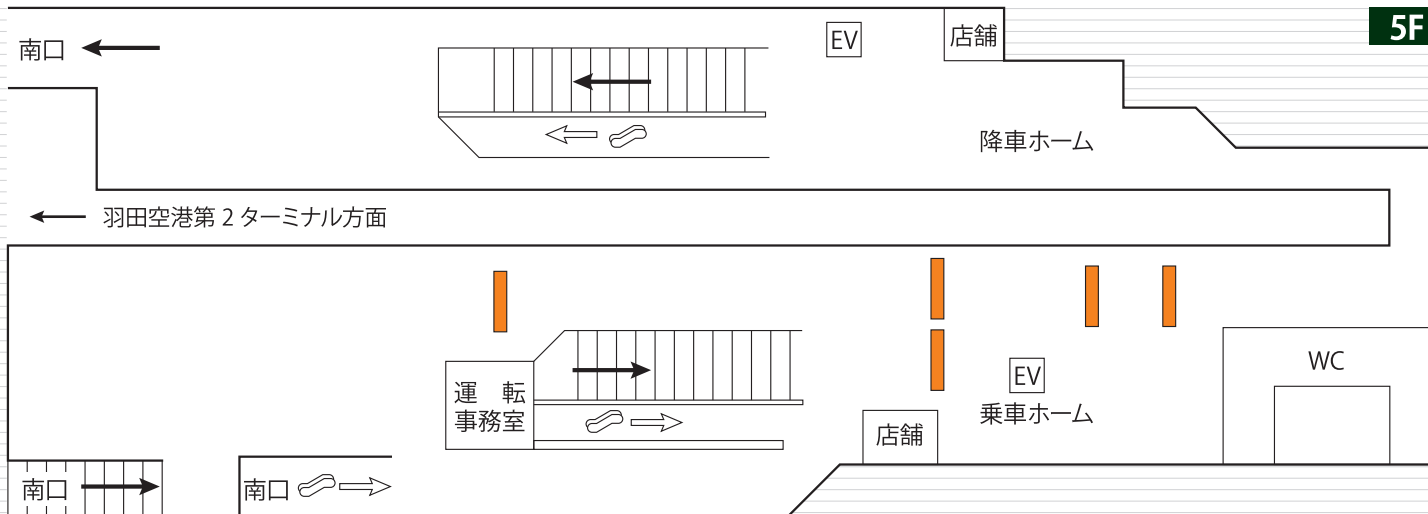 5F
南口
EV
店舗
降車ホーム
羽田空港第 2 ターミナル方面
運 転
事務室
EV
乗車ホーム
店舗
WC
南口
南口